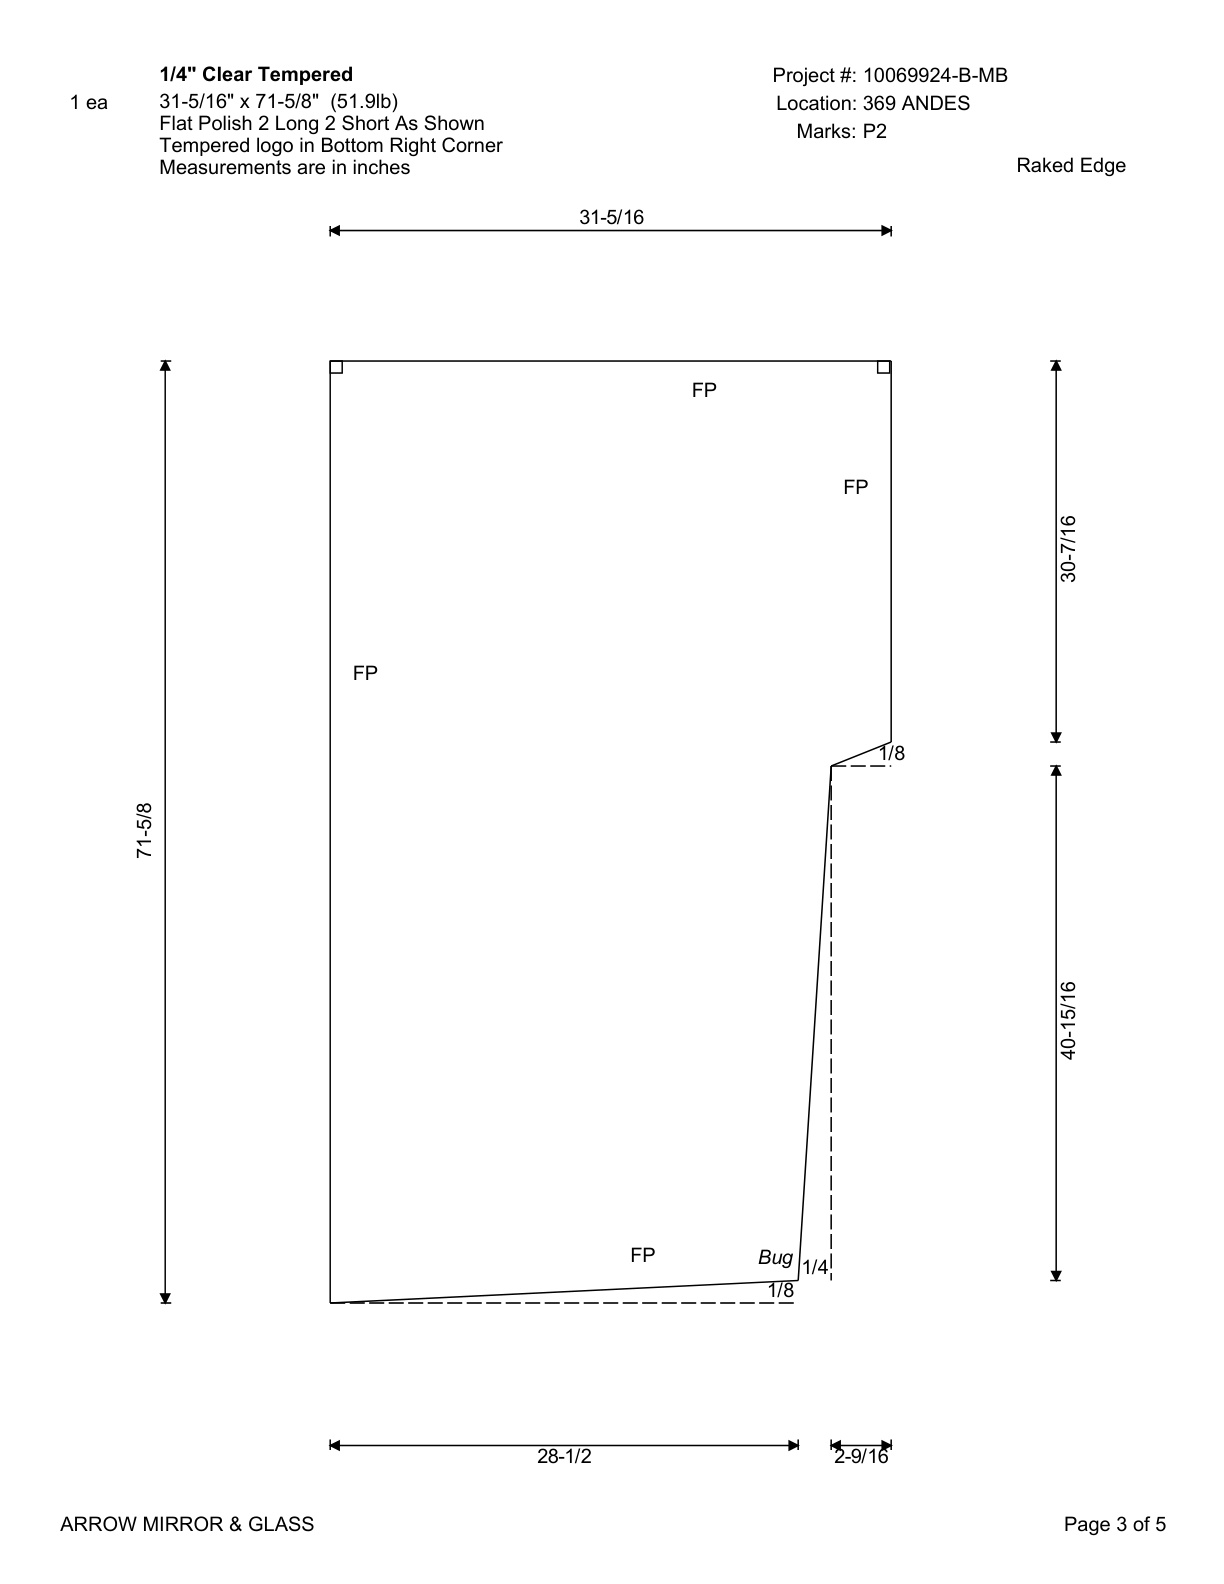 1/4" Clear Tempered
1 ea
31-5/16" x 71-5/8" (51.9lb)
Flat Polish 2 Long 2 Short As Shown
Tempered logo in Bottom Right Corner
Measurements are in inches
Project #: 10069924-B-MB
Location: 369 ANDES
Marks: P2
Raked Edge
31-5/16
FP
FP
30-7/16
FP
1/8
71-5/8
40-15/16
FP
Bug
1/4
1/8
28-1/2
2-9/16
ARROW MIRROR & GLASS
Page 3 of 5